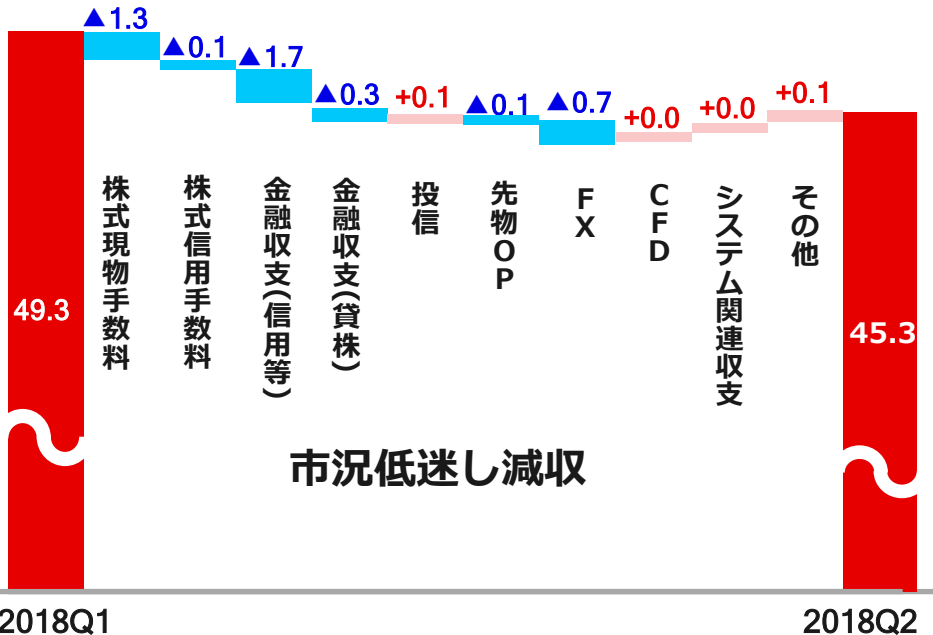 ▲1.3
▲0.1
▲1.7
▲0.3
+0.1
▲0.1
▲0.7
+0.0
+0.0
+0.1
株式現物手数料
株式信用手数料
金融収支(信用等)
金融収支(貸株)
投信
先物OP
FX
CFD
システム関連収支
その他
49.3
45.3
市況低迷し減収
2018Q1
2018Q2